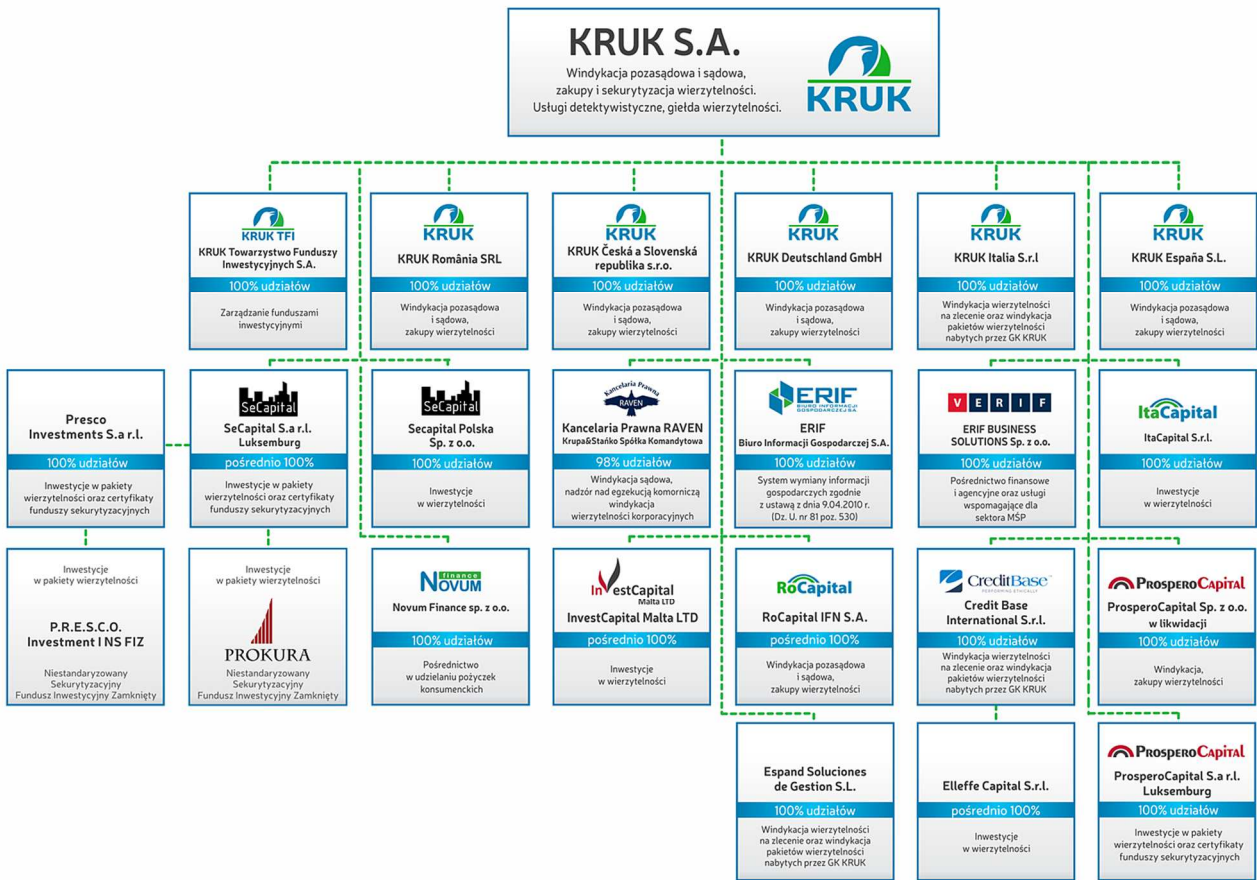 KRUK S.A.
Windykacja pozasądowa i sądowa,
zakupy i sekurytyzacja wierzytelności.
Usługi detektywistyczne, giełda wierzytelności.
KRUK
KRUK TFI
KRUK Towarzystwo Funduszy
Inwestycyjnych S.A.
100% udziałów
Zarządzanie funduszami
inwestycyjnymi
KRUK
KRUK România SRL
100% udziałów
Windykacja pozasądowa
i sądowa,
zakupy wierzytelności
KRUK
KRUK Česká a Slovenská
republika s.r.o.
100% udziałów
Windykacja pozasądowa
i sądowa,
zakupy wierzytelności
KRUK
KRUK Deutschland GmbH
100% udziałów
Windykacja pozasądowa
i sądowa,
zakupy wierzytelności
KRUK
KRUK Italia S.r.l
100% udziałów
Windykacja wierzytelności
na zlecenie oraz windykacja
pakietów wierzytelności
nabytych przez GK KRUK
KRUK
KRUK España S.L.
100% udziałów
Windykacja pozasądowa
i sądowa,
zakupy wierzytelności
Presco
Investments S.a r.l.
100% udziałów
Inwestycje w pakiety
wierzytelności oraz certyfikaty
funduszy sekurytyzacyjnych
SeCapital
SeCapital S.a r.l.
Luksemburg
pośrednio 100%
Inwestycje w pakiety
wierzytelności oraz certyfikaty
funduszy sekurytyzacyjnych
SeCapital
Secapital Polska
Sp. z o.o.
100% udziałów
Inwestycje
w wierzytelności
Kancelaria Prawna
RAVEN
Kancelaria Prawna RAVEN
Krupa&Stańko Spółka Komandytowa
98% udziałów
Windykacja sądowa,
nadzór nad egzekucją komorniczą
windykacja
wierzytelności korporacyjnych
ERIF
BIURO INFORMACJI
GOSPODARCZEJ SA
ERIF
Biuro Informacji Gospodarczej S.A.
100% udziałów
System wymiany informacji
gospodarczych zgodnie
z ustawą z dnia 9.04.2010 r.
(Dz. U. nr 81 poz. 530)
VERIF
ERIF BUSINESS
SOLUTIONS Sp. z o.o.
100% udziałów
Pośrednictwo finansowe
i agencyjne oraz usługi
wspomagające dla
sektora MŚP
ItaCapital
ItaCapital S.r.l.
100% udziałów
Inwestycje
w wierzytelności
Inwestycje
w pakiety wierzytelności
P.R.E.S.C.O.
Investment I NS FIZ
Niestandaryzowany
Sekurytyzacyjny
Fundusz Inwestycyjny Zamknięty
Inwestycje
w pakiety wierzytelności
PROKURA
Niestandaryzowany
Sekurytyzacyjny
Fundusz Inwestycyjny Zamknięty
finance
NOVUM
Novum Finance sp. z o.o.
100% udziałów
Pośrednictwo
w udzielaniu pożyczek
konsumenckich
InVestCapital
Malta LTD
InvestCapital Malta LTD
pośrednio 100%
Inwestycje
w wierzytelności
RoCapital
RoCapital IFN S.A.
pośrednio 100%
Windykacja pozasądowa
i sądowa,
zakupy wierzytelności
CreditBase
PERFORMING ETHICALLY
Credit Base
International S.r.l.
100% udziałów
Windykacja wierzytelności
na zlecenie oraz windykacja
pakietów wierzytelności
nabytych przez GK KRUK
PROSPEROCAPITAL
ProsperoCapital Sp. z o.o.
w likwidacji
100% udziałów
Windykacja,
zakupy wierzytelności
Espand Soluciones
de Gestion S.L.
100% udziałów
Windykacja wierzytelności
na zlecenie oraz windykacja
pakietów wierzytelności
nabytych przez GK KRUK
Elleffe Capital S.r.l.
pośrednio 100%
Inwestycje
w wierzytelności
PROSPEROCAPITAL
ProsperoCapital S.a r.l.
Luksemburg
100% udziałów
Inwestycje w pakiety
wierzytelności oraz certyfikaty
funduszy sekurytyzacyjnych